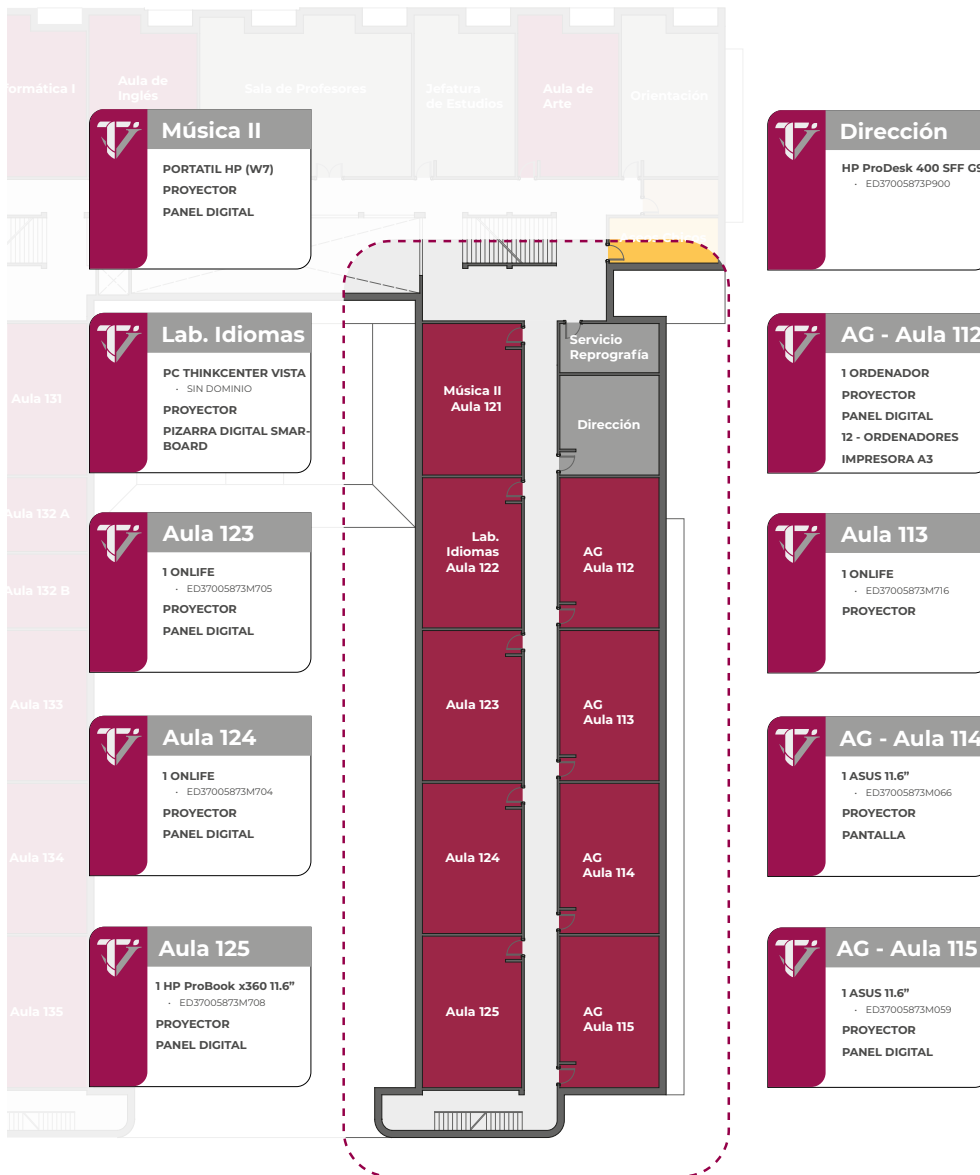 Aula de
Inglés
Sala de Profesores
Jefatura
de Estudios
Aula de
Arte
Orientación
Música II
PORTATIL HP (W7)
PROYECTOR
PANEL DIGITAL
Dirección
HP ProDesk 400 SFF G9
· ED37005873P900
Lab. Idiomas
PC THINKCENTER VISTA
· SIN DOMINIO
PROYECTOR
PIZARRA DIGITAL SMAR-
BOARD
AG - Aula 112
1 ORDENADOR
PROYECTOR
PANEL DIGITAL
12 - ORDENADORES
IMPRESORA A3
Aula 123
1 ONLIFE
· ED37005873M705
PROYECTOR
PANEL DIGITAL
Aula 113
1 ONLIFE
· ED37005873M716
PROYECTOR
Aula 124
1 ONLIFE
· ED37005873M704
PROYECTOR
PANEL DIGITAL
AG - Aula 114
1 ASUS 11.6”
· ED37005873M066
PROYECTOR
PANTALLA
Aula 125
1 HP ProBook x360 11.6”
· ED37005873M708
PROYECTOR
PANEL DIGITAL
AG - Aula 115
1 ASUS 11.6”
· ED37005873M059
PROYECTOR
PANEL DIGITAL
Servicio
Reprografía
Música II
Aula 121
Dirección
Lab.
Idiomas
Aula 122
AG
Aula 112
Aula 123
AG
Aula 113
Aula 124
AG
Aula 114
Aula 125
AG
Aula 115
Aula 131
Aula 132 A
Aula 132 B
Aula 133
Aula 134
Aula 135